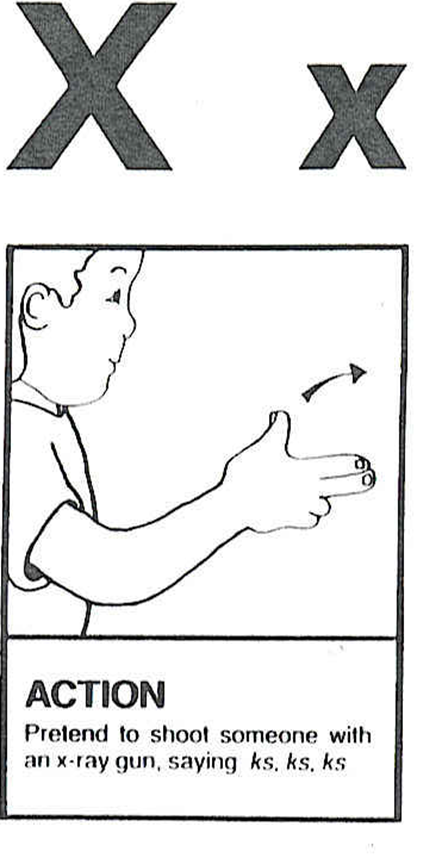 X x
ACTION
Pretend to shoot someone with
an x-ray gun, saying ks, ks, ks